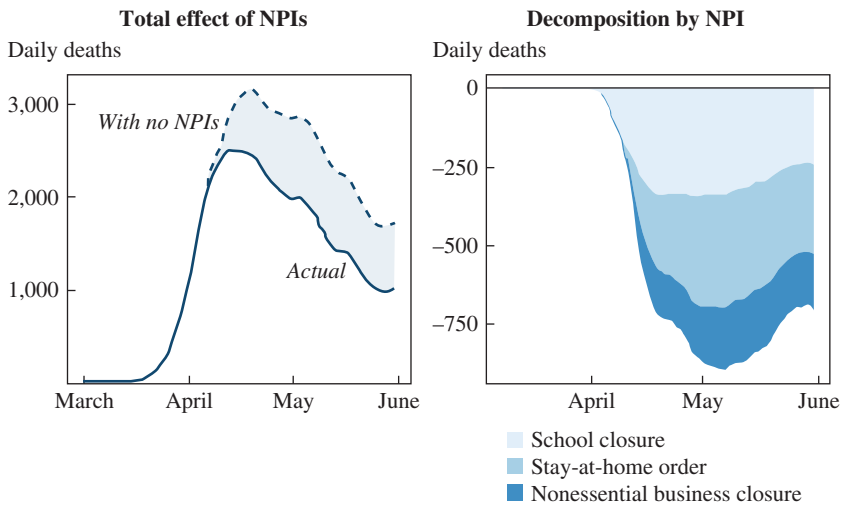 Total effect of NPIs
Daily deaths
3,000
2,000
1,000
With no NPIs
Actual
March April May June
Decomposition by NPI
Daily deaths
0
–250
–500
–750
April May June
School closure
Stay-at-home order
Nonessential business closure